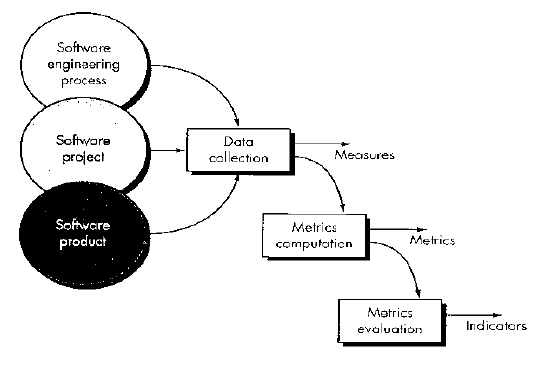 Software
engineering
process
Software
project
Software
product
Data
collection
Measures
Metrics
computation
Metrics
Metrics
evaluation
Indicators